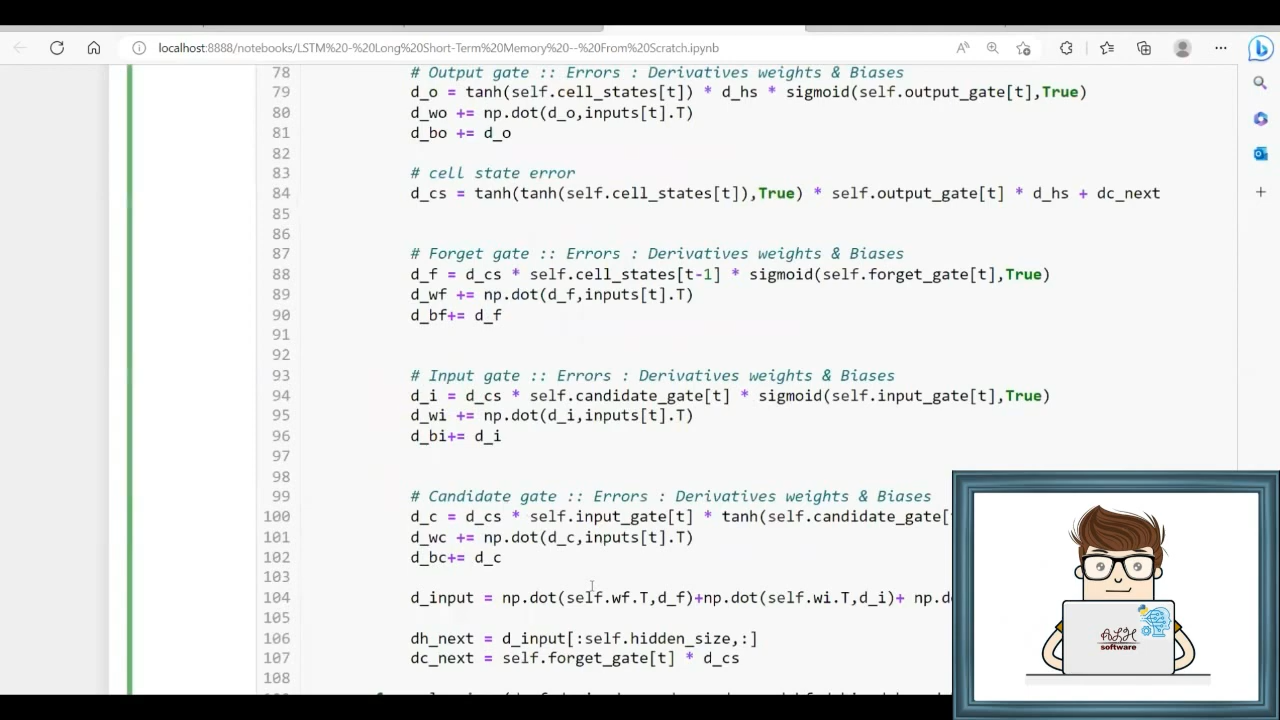 localhost:8888/notebooks/LSTM%20-%20Long%20Short-Term%20Memory%20--%20From%20Scratch.ipynb
78 # Output gate :: Errors : Derivatives weights & Biases
79 d_o = tanh(self.cell_states[t]) * d_hs * sigmoid(self.output_gate[t],True)
80 d_wo += np.dot(d_o,inputs[t].T)
81 d_bo += d_o
82
83 # cell state error
84 d_cs = tanh(tanh(self.cell_states[t]),True) * self.output_gate[t] * d_hs + dc_next
85
86
87 # Forget gate :: Errors : Derivatives weights & Biases
88 d_f = d_cs * self.cell_states[t-1] * sigmoid(self.forget_gate[t],True)
89 d_wf += np.dot(d_f,inputs[t].T)
90 d_bf+= d_f
91
92
93 # Input gate :: Errors : Derivatives weights & Biases
94 d_i = d_cs * self.candidate_gate[t] * sigmoid(self.input_gate[t],True)
95 d_wi += np.dot(d_i,inputs[t].T)
96 d_bi+= d_i
97
98
99 # Candidate gate :: Errors : Derivatives weights & Biases
100 d_c = d_cs * self.input_gate[t] * tanh(self.candidate_gate[
101 d_wc += np.dot(d_c,inputs[t].T)
102 d_bc+= d_c
103
104 d_input = np.dot(self.wf.T,d_f)+np.dot(self.wi.T,d_i)+ np.d
105
106 dh_next = d_input[:self.hidden_size,:]
107 dc_next = self.forget_gate[t] * d_cs
108
software